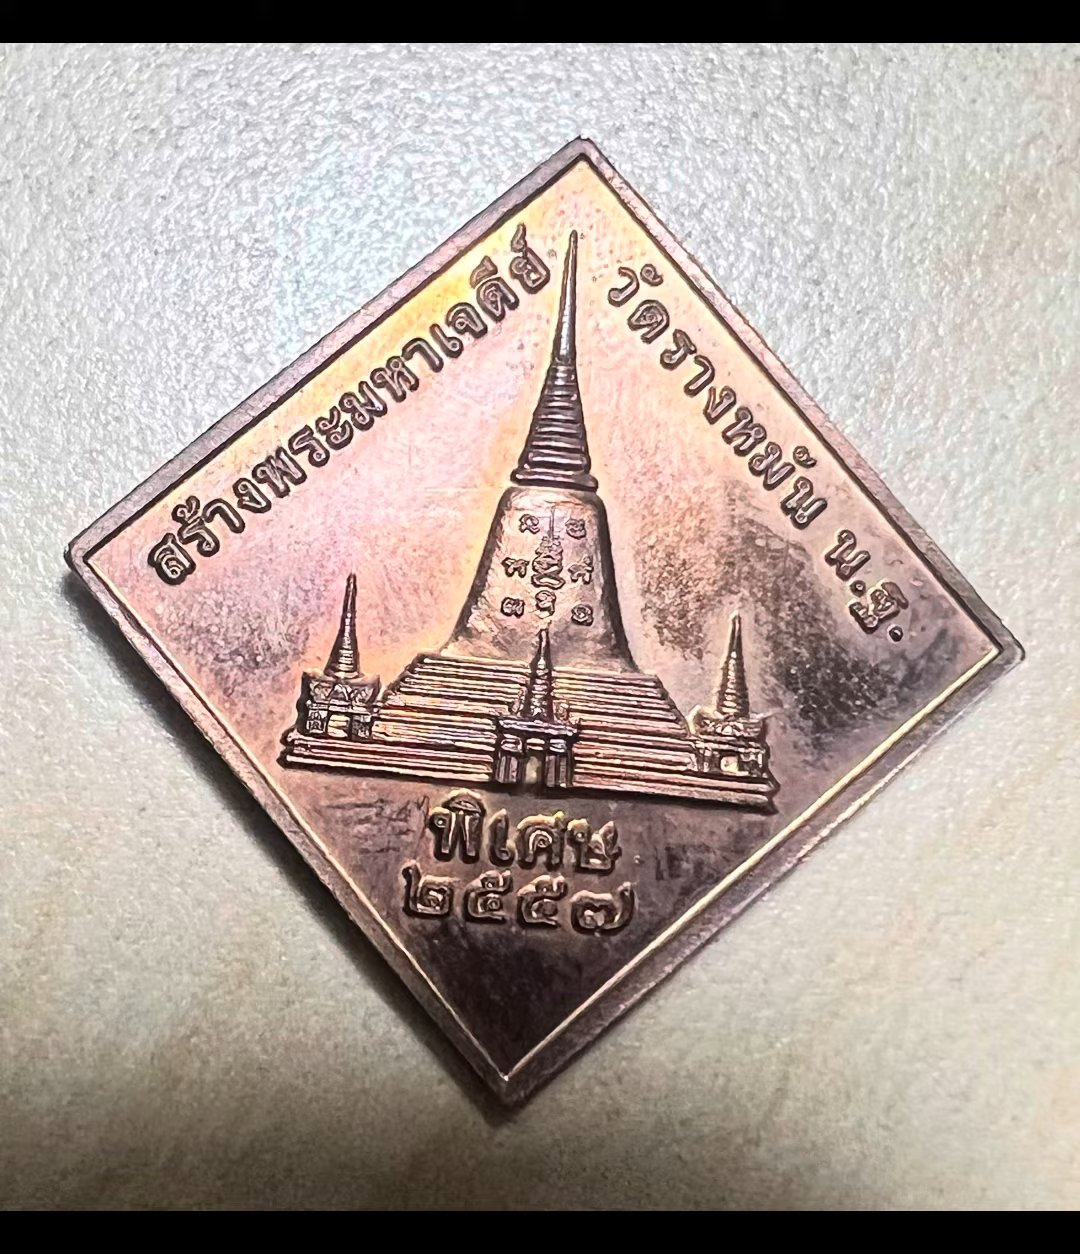 สร้างพระมหาเจดีย์
วัดรางหมัน น.ฐ.
พิเศษ
๒๕๕๗